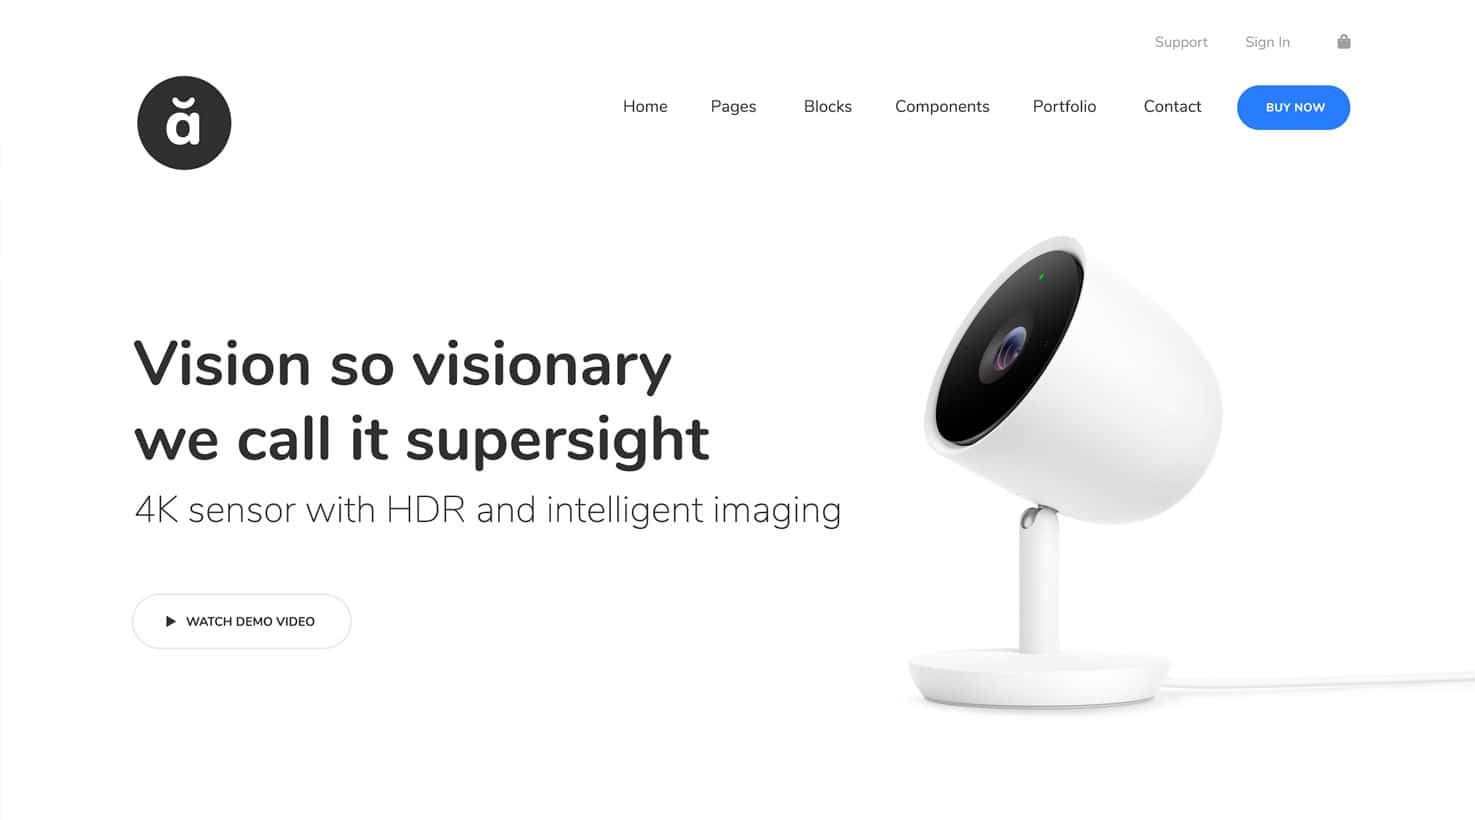 Support Sign In
ă
Home Pages Blocks Components Portfolio Contact BUY NOW
Vision so visionary
we call it supersight
4K sensor with HDR and intelligent imaging
WATCH DEMO VIDEO